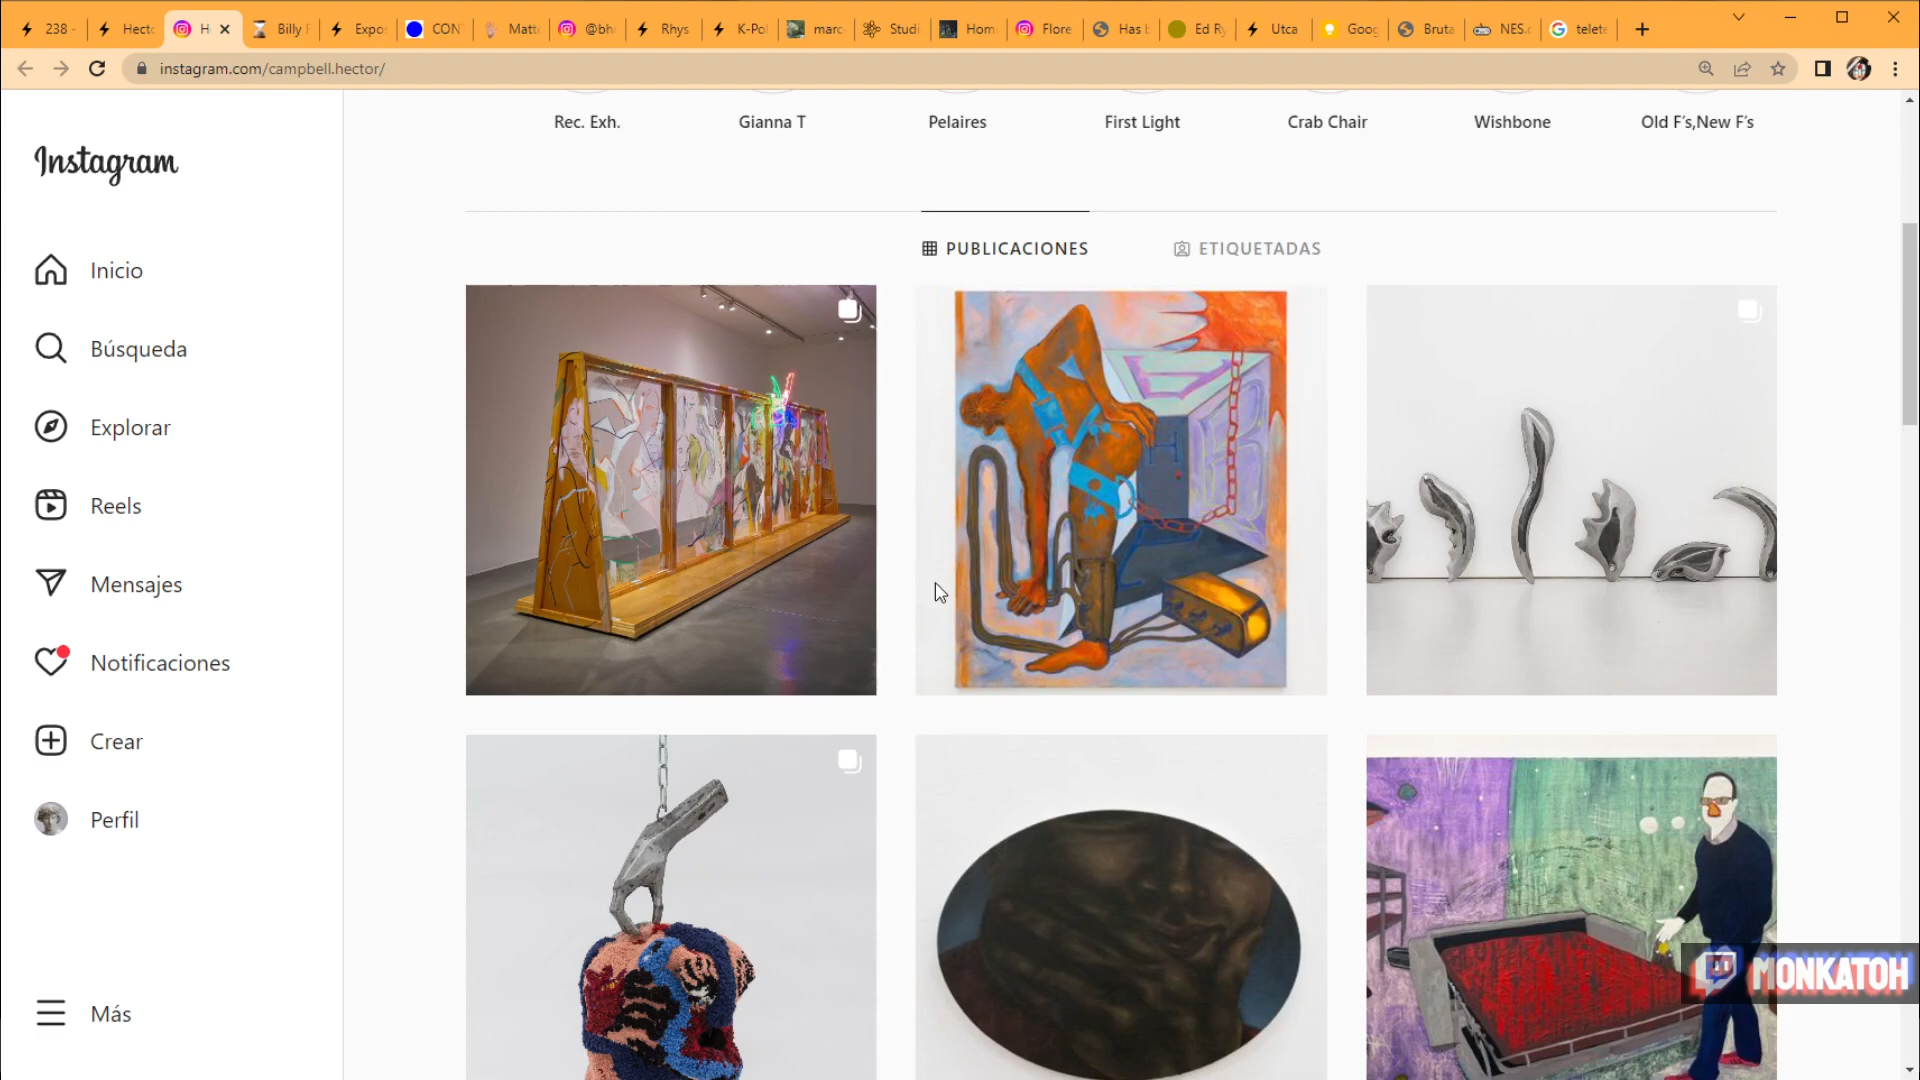 238 -
Hecto
H
Billy F
Expo
CON
Matt
@bh
Rhys
K-Po
marc
Studi
Hom
Flore
Has b
Ed Ry
Utca
Goog
Bruta
NES.
telet
instagram.com/campbell.hector/
Rec. Exh.
Gianna T
Pelaires
First Light
Crab Chair
Wishbone
Old F's,New F's
Instagram
PUBLICACIONES
ETIQUETADAS
Inicio
Búsqueda
Explorar
Reels
Mensajes
Notificaciones
Crear
Perfil
Más
MONKATOH